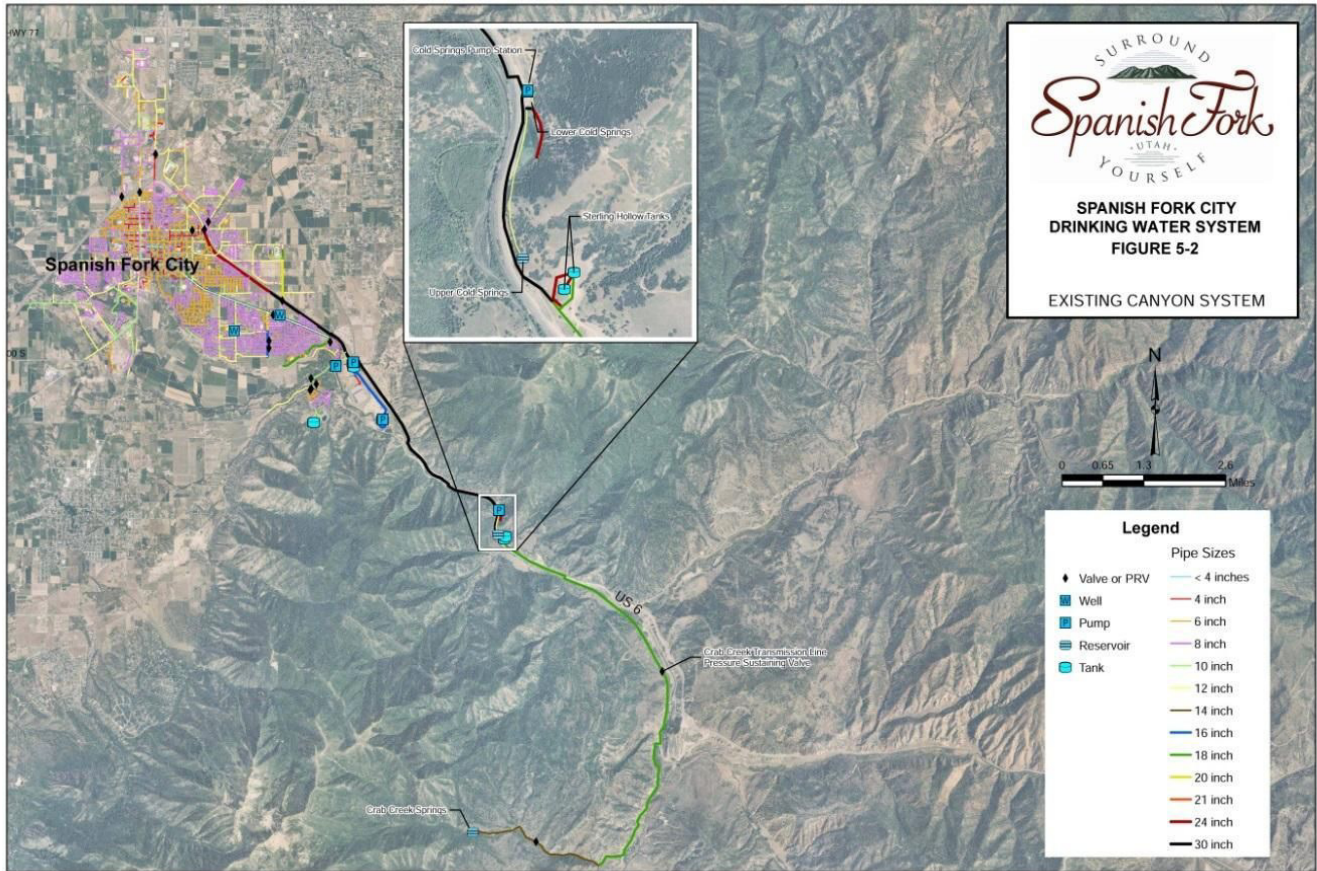 HWY 77
Cold Springs Pump Station
Lower Cold Springs
Sterling Hollow Tanks
Upper Cold Springs
Spanish Fork City
00 S
SURROUND
Spanish Fork
• UTAH •
YOURSELF
SPANISH FORK CITY
DRINKING WATER SYSTEM
FIGURE 5-2
EXISTING CANYON SYSTEM
N
0 0.65 1.3 2.6
Miles
US 6
Crab Creek Transmission Line
Pressure Sustaining Valve
Crab Creek Springs
Legend
Valve or PRV
W Well
P Pump
Reservoir
Tank
Pipe Sizes
< 4 inches
4 inch
6 inch
8 inch
10 inch
12 inch
14 inch
16 inch
18 inch
20 inch
21 inch
24 inch
30 inch